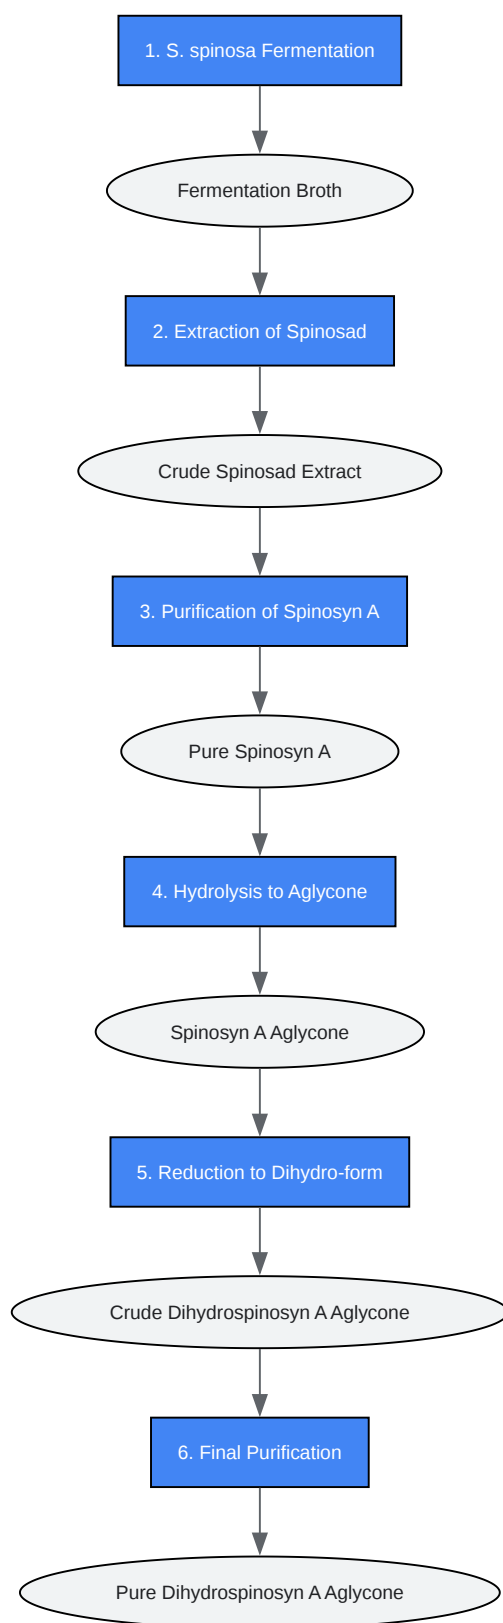 1. S. spinosa Fermentation
Fermentation Broth
2. Extraction of Spinosad
Crude Spinosad Extract
3. Purification of Spinosyn A
Pure Spinosyn A
4. Hydrolysis to Aglycone
Spinosyn A Aglycone
5. Reduction to Dihydro-form
Crude Dihydrospinosyn A Aglycone
6. Final Purification
Pure Dihydrospinosyn A Aglycone